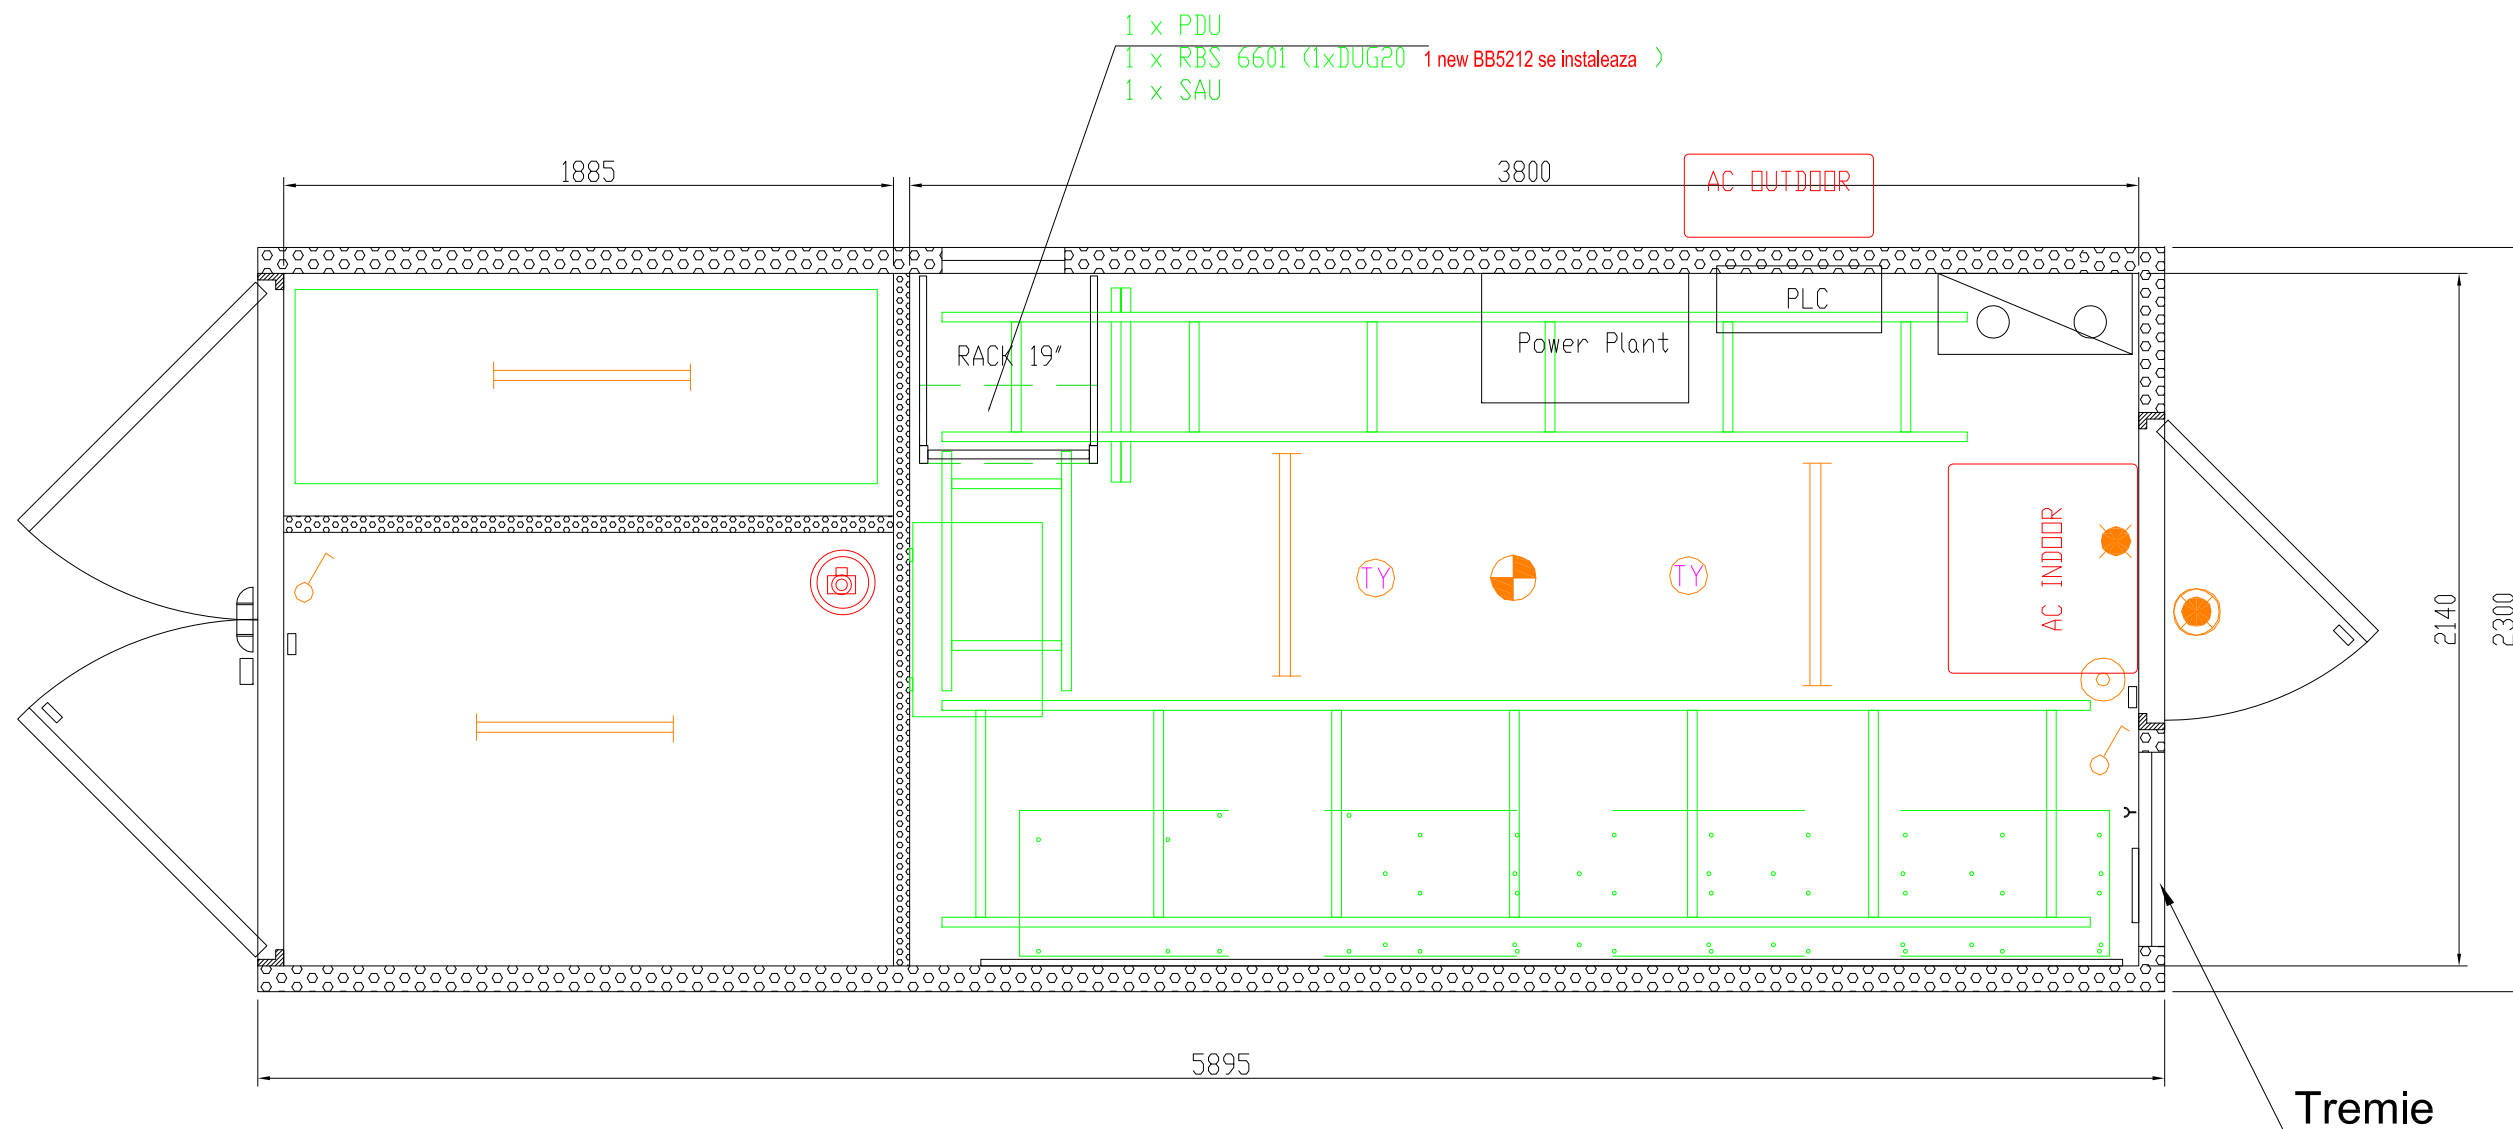 1 x PDU
1 x RBS 6601 (1xDUG20 1 new BB5212 se instaleaza )
1 x SAU
1885
3800
AC OUTDOOR
PLC
Power Plant
RACK 19"
TY
TY
AC INDOOR
2140
2300
Y
5895
Tremie